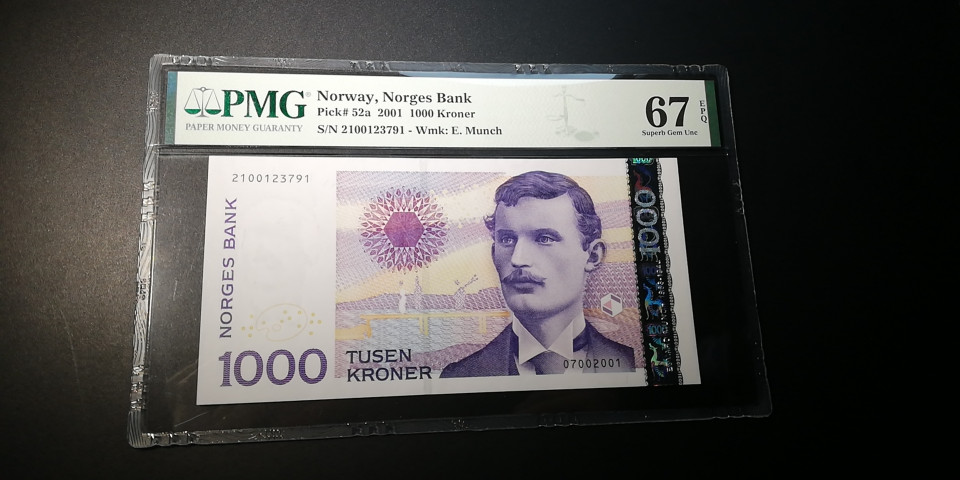 PMG
PAPER MONEY GUARANTY
Norway, Norges Bank
Pick# 52a 2001 1000 Kroner
S/N 2100123791 - Wmk: E. Munch
67
EPQ
Superb Gem Unc
2100123791
NORGES BANK
1000
TUSEN
KRONER
07002001
1000